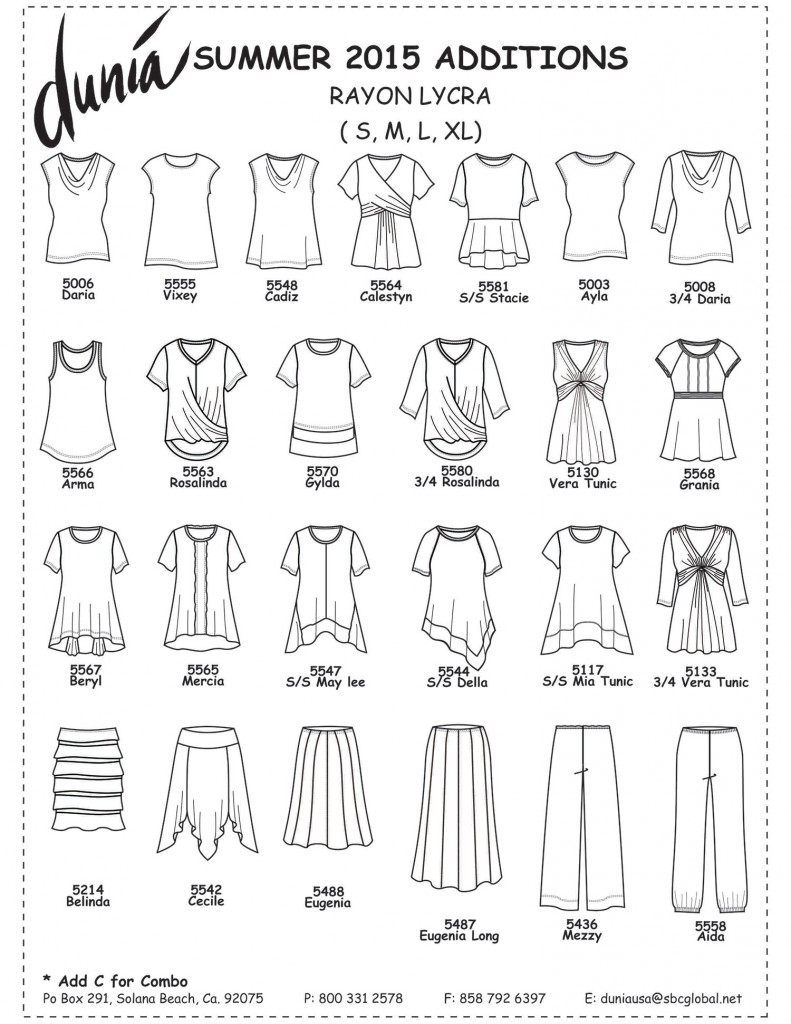 dunia SUMMER 2015 ADDITIONS
RAYON LYCRA
( S, M, L, XL)
5006 5555 5548 5564 5581 5003 5008
Daria Vixey Cadiz Calestyn S/S Stacie Ayla 3/4 Daria
5566 5563 5570 5580 5130 5568
Arma Rosalinda Gylda 3/4 Rosalinda Vera Tunic Grania
5567 5565 5547 5544 5117 5133
Beryl Mercia S/S May lee S/S Della S/S Mia Tunic 3/4 Vera Tunic
5214 5542 5488
Belinda Cecile Eugenia
5487 5436 5558
Eugenia Long Mezzy Aida
* Add C for Combo
Po Box 291, Solana Beach, Ca. 92075 P: 800 331 2578 F: 858 792 6397 E: duniausa@sbcglobal.net